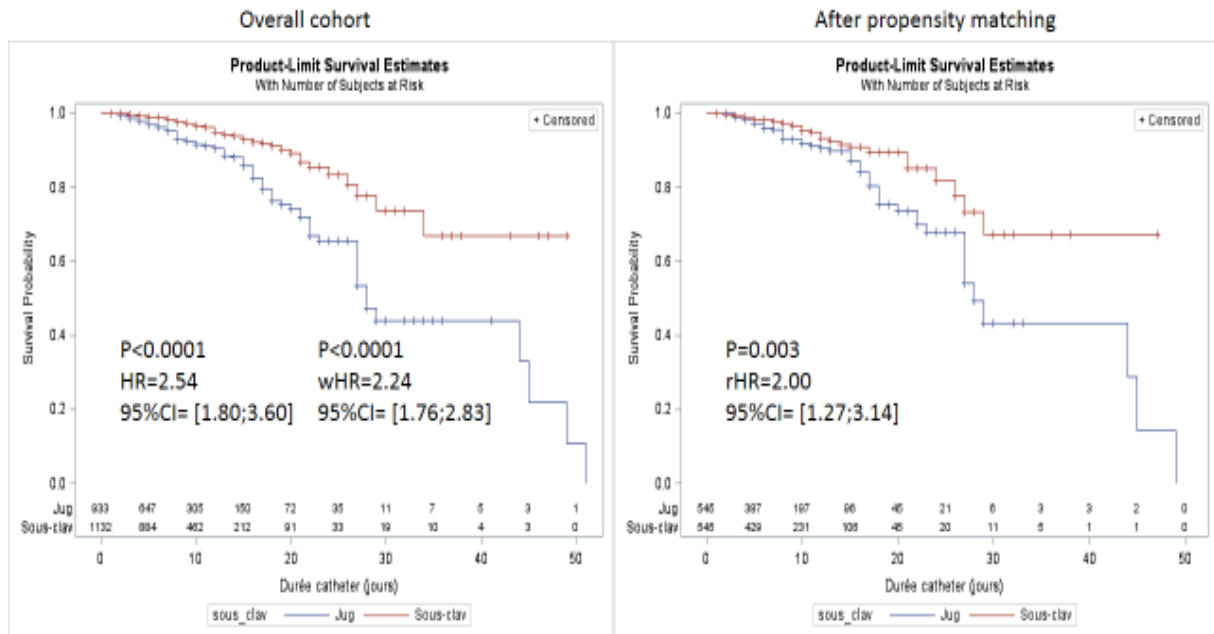 Overall cohort
After propensity matching
Product-Limit Survival Estimates
With Number of Subjects at Risk
+ Censored
Survival Probability
1.0
0.8
0.6
0.4
0.2
0.0
P<0.0001
HR=2.54
95%CI= [1.80;3.60]
P<0.0001
wHR=2.24
95%CI= [1.76;2.83]
Jug 933 647 305 150 72 35 11 7 5 3 1
Sous-clav 1132 884 462 212 91 33 19 10 4 3 0
0 10 20 30 40 50
Durée catheter (jours)
sous_clav Jug Sous-clav
Product-Limit Survival Estimates
With Number of Subjects at Risk
+ Censored
Survival Probability
1.0
0.8
0.6
0.4
0.2
0.0
P=0.003
rHR=2.00
95%CI= [1.27;3.14]
Jug 546 397 197 96 46 21 6 3 3 2 0
Sous-clav 546 429 231 106 46 20 11 5 1 1 0
0 10 20 30 40 50
Durée catheter (jours)
sous_clav Jug Sous-clav